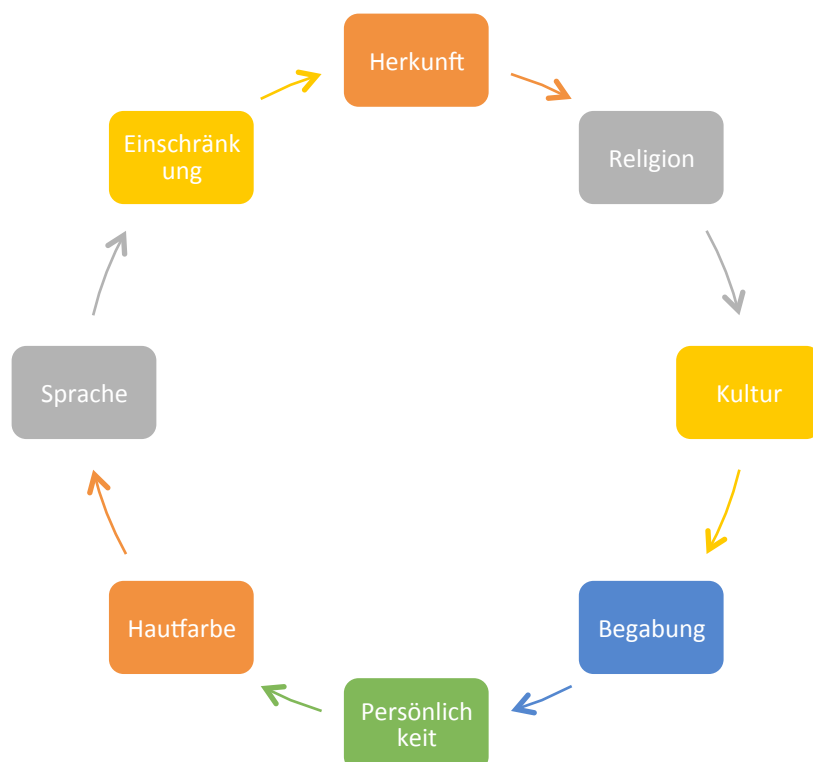 Herkunft
Religion
Kultur
Begabung
Persönlich
keit
Hautfarbe
Sprache
Einschränk
ung